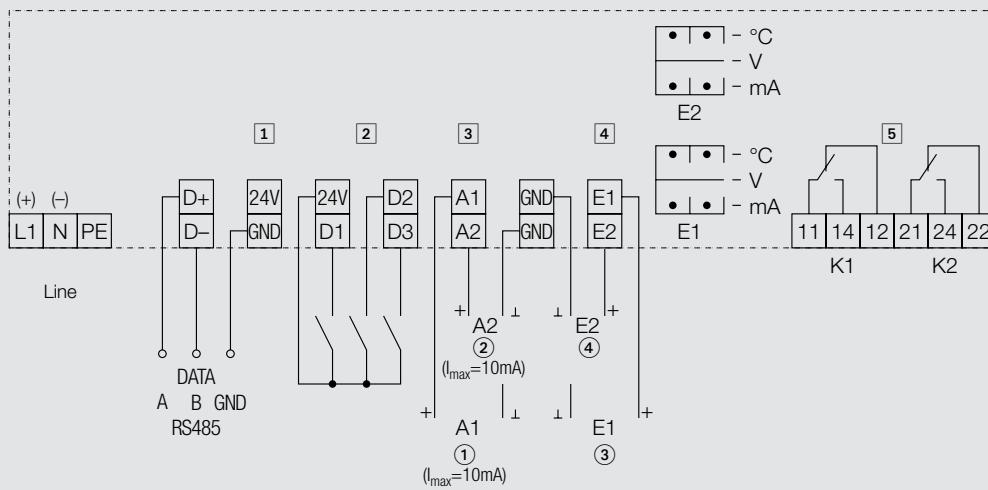 - °C
- V
- mA
E2
1 2 3 4 5
- °C
- V
- mA
E1
(+) (–)
L1 N PE
D+ 24V 24V D2 A1 GND E1
D– GND D1 D3 A2 GND E2
11 14 12 21 24 22
K1 K2
Line
+ A2 ⊥ ⊥ E2 +
2 4
(Imax=10mA)
DATA
A B GND
RS485
+ A1 ⊥ ⊥ E1 +
1 3
(Imax=10mA)